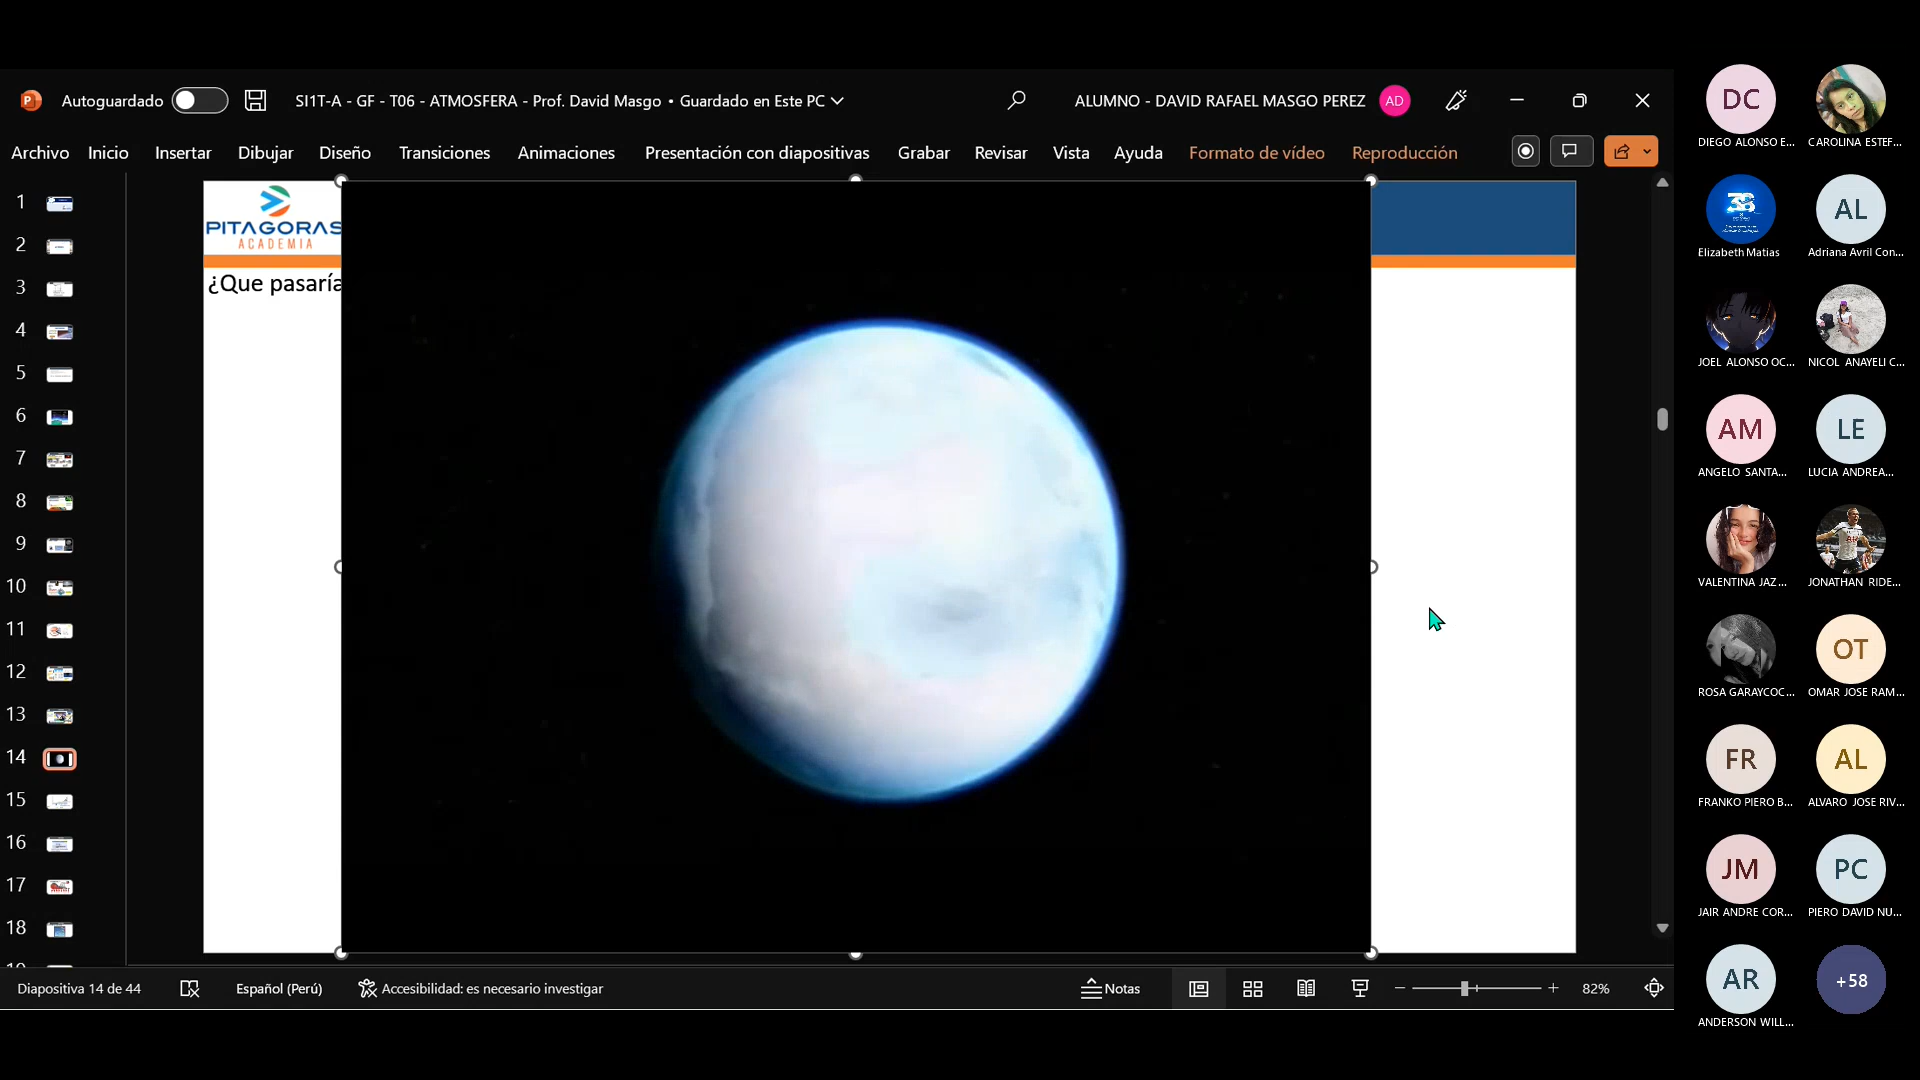 Autoguardado
SI1T-A - GF - T06 - ATMOSFERA - Prof. David Masgo • Guardado en Este PC
ALUMNO - DAVID RAFAEL MASGO PEREZ
AD
Archivo Inicio Insertar Dibujar Diseño Transiciones Animaciones Presentación con diapositivas Grabar Revisar Vista Ayuda Formato de vídeo Reproducción
1
2
3
4
5
6
7
8
9
10
11
12
13
14
15
16
17
18
PITAGORAS
ACADEMIA
¿Que pasaría
Diapositiva 14 de 44
Español (Perú)
Accesibilidad: es necesario investigar
Notas
82%
DC
DIEGO ALONSO E...
CAROLINA ESTEF...
38
Elizabeth Matias
AL
Adriana Avril Con...
JOEL ALONSO OC...
NICOL ANAYELI C...
AM
ANGELO SANTA...
LE
LUCIA ANDREA...
VALENTINA JAZ...
JONATHAN RIDE...
ROSA GARAYCOC...
OT
OMAR JOSE RAM...
FR
FRANKO PIERO B...
AL
ALVARO JOSE RIV...
JM
JAIR ANDRE COR...
PC
PIERO DAVID NU...
AR
ANDERSON WILL...
+58